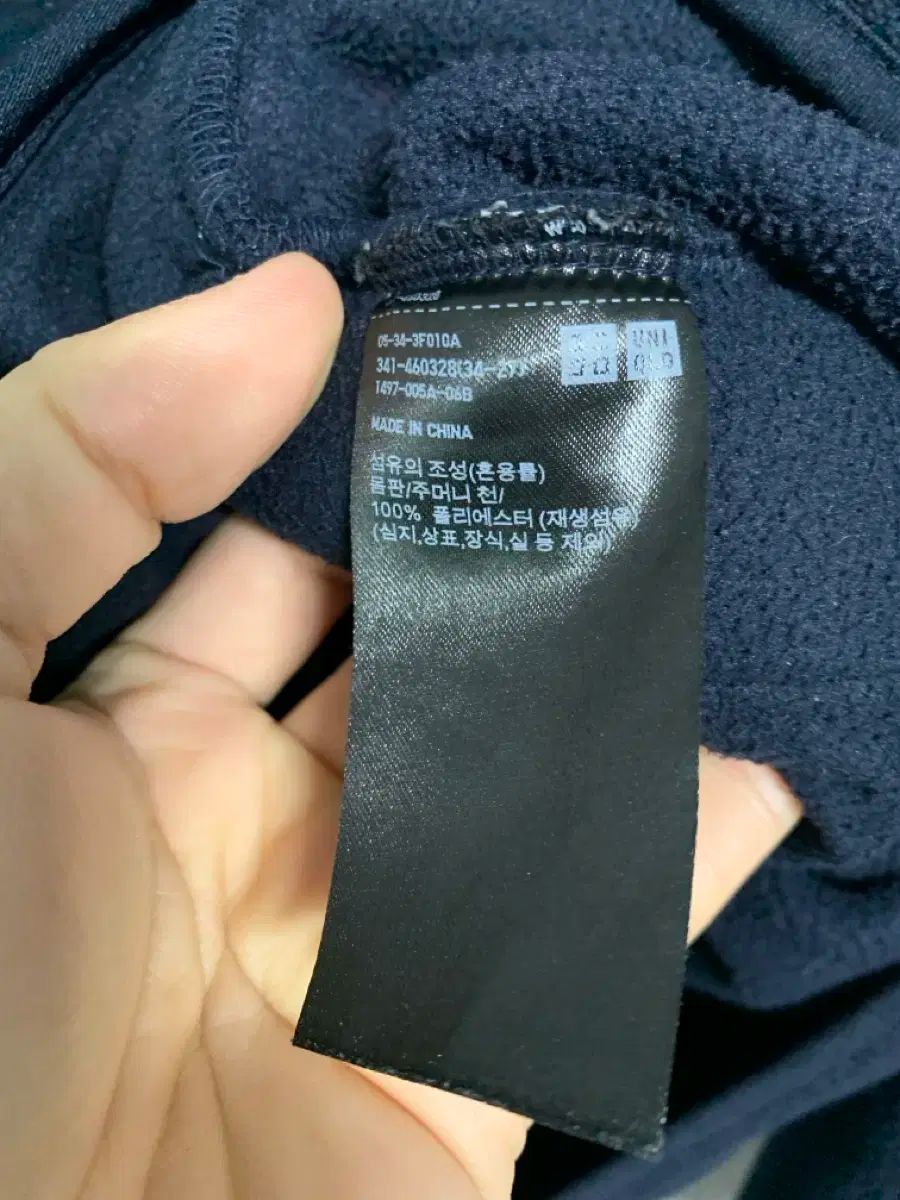 460328
05-34-3F010A
341-460328(34-27)
1497-005A-06B
UNI
QLO
MADE IN CHINA
섬유의 조성(혼용률)
몸판/주머니 천/
100% 폴리에스터 (재생섬유)
(심지,상표,장식,실 등 제외)